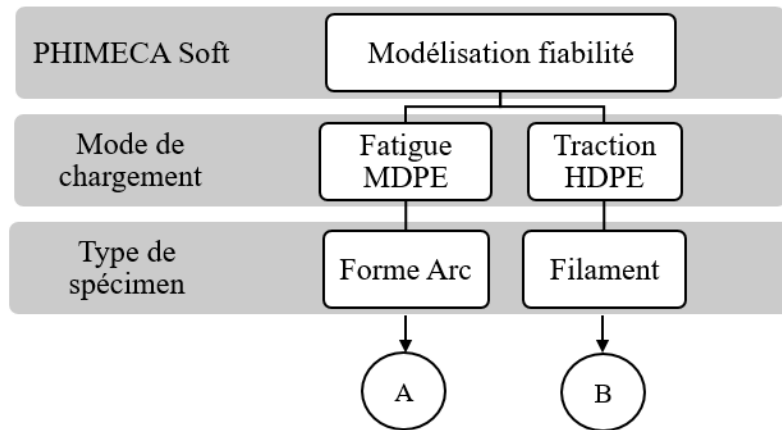 PHIMECA Soft
Modélisation fiabilité
Mode de
chargement
Fatigue
MDPE
Traction
HDPE
Type de
spécimen
Forme Arc
Filament
A
B